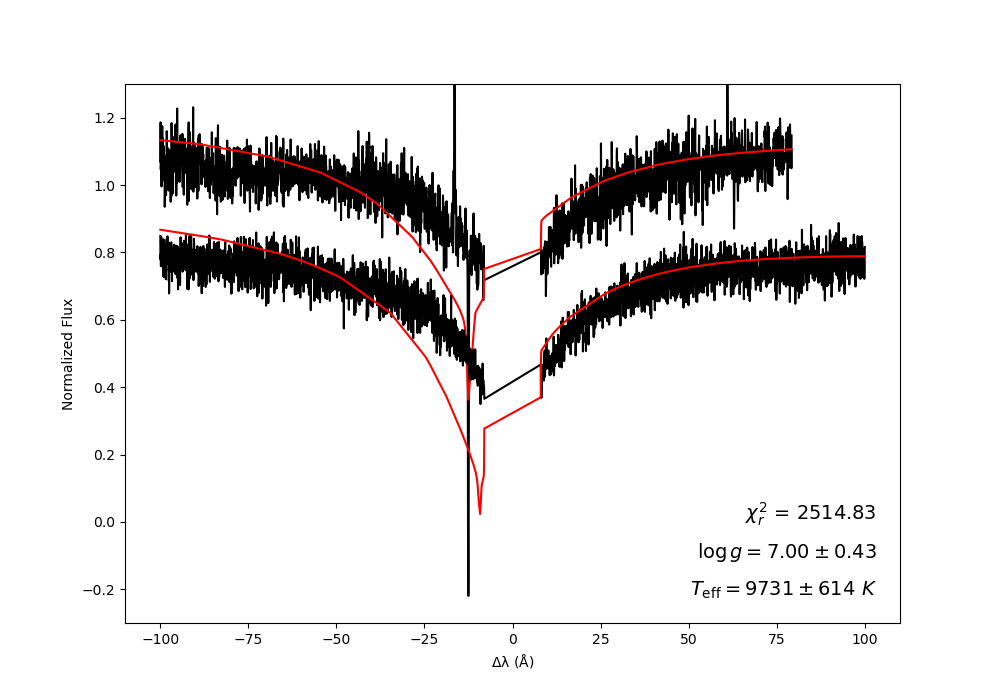 1.2
1.0
0.8
0.6
0.4
0.2
0.0
−0.2
Normalized Flux
χ²ᵣ = 2514.83
log g = 7.00 ± 0.43
T_eff = 9731 ± 614 K
−100 −75 −50 −25 0 25 50 75 100
Δλ (Å)